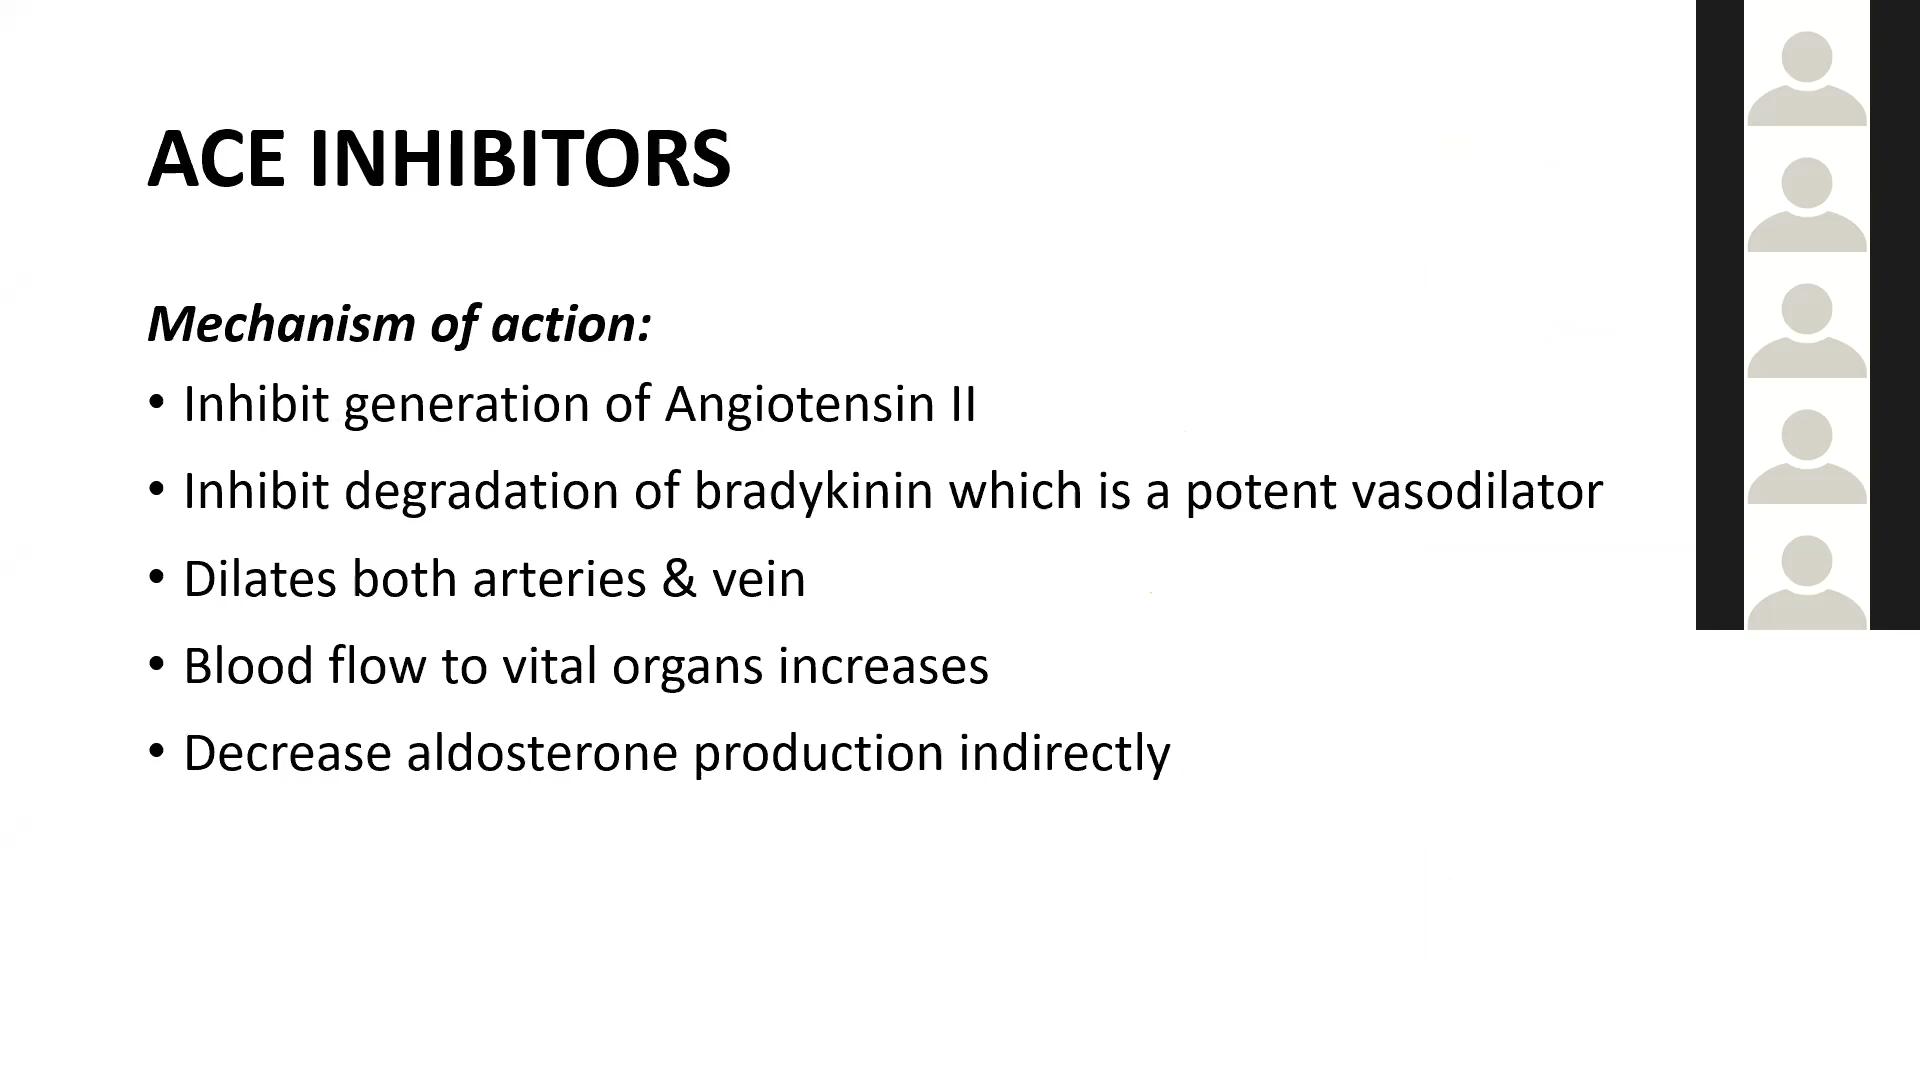 ACE INHIBITORS
Mechanism of action:
• Inhibit generation of Angiotensin II
• Inhibit degradation of bradykinin which is a potent vasodilator
• Dilates both arteries & vein
• Blood flow to vital organs increases
• Decrease aldosterone production indirectly